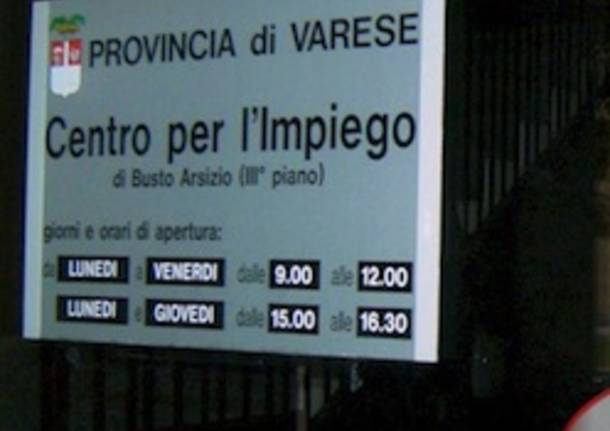 PROVINCIA di VARESE
Centro per l'Impiego
di Busto Arsizio (III° piano)
giorni e orari di apertura:
da LUNEDI a VENERDI dalle 9.00 alle 12.00
LUNEDI e GIOVEDI dalle 15.00 alle 16.30